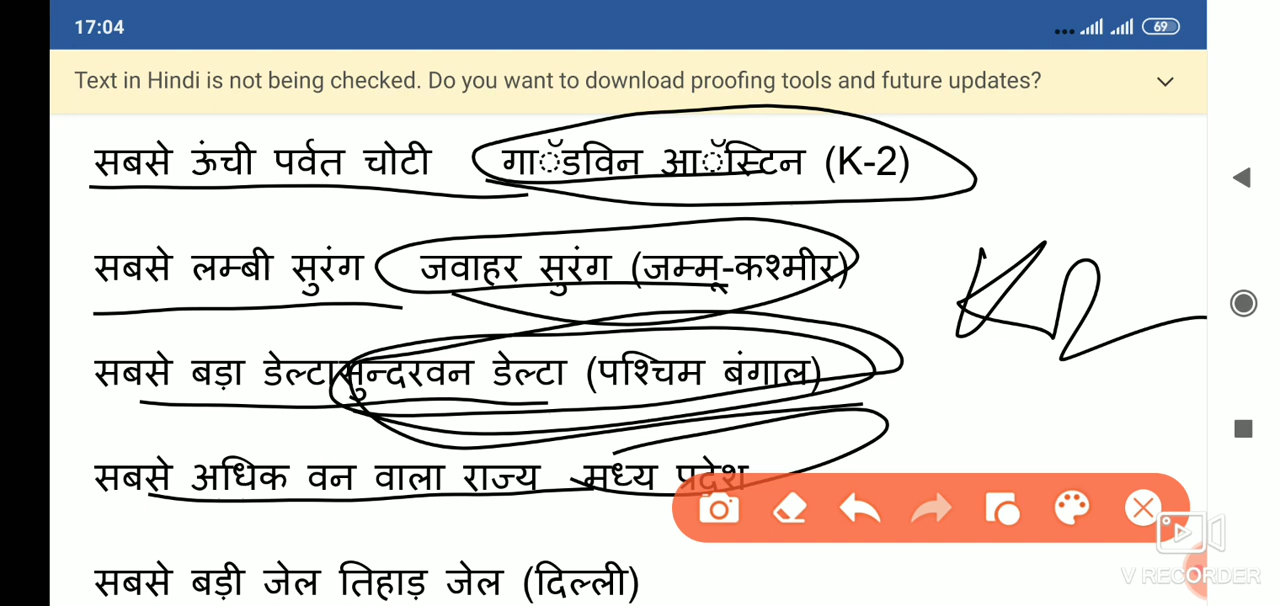 17:04
69
Text in Hindi is not being checked. Do you want to download proofing tools and future updates?
सबसे ऊंची पर्वत चोटी गाॅडविन आॅस्टिन (K-2)
सबसे लम्बी सुरंग जवाहर सुरंग (जम्मू-कश्मीर)
K2
सबसे बड़ा डेल्टा सुन्दरवन डेल्टा (पश्चिम बंगाल)
सबसे अधिक वन वाला राज्य मध्य प्रदेश
सबसे बड़ी जेल तिहाड़ जेल (दिल्ली)
V RECORDER